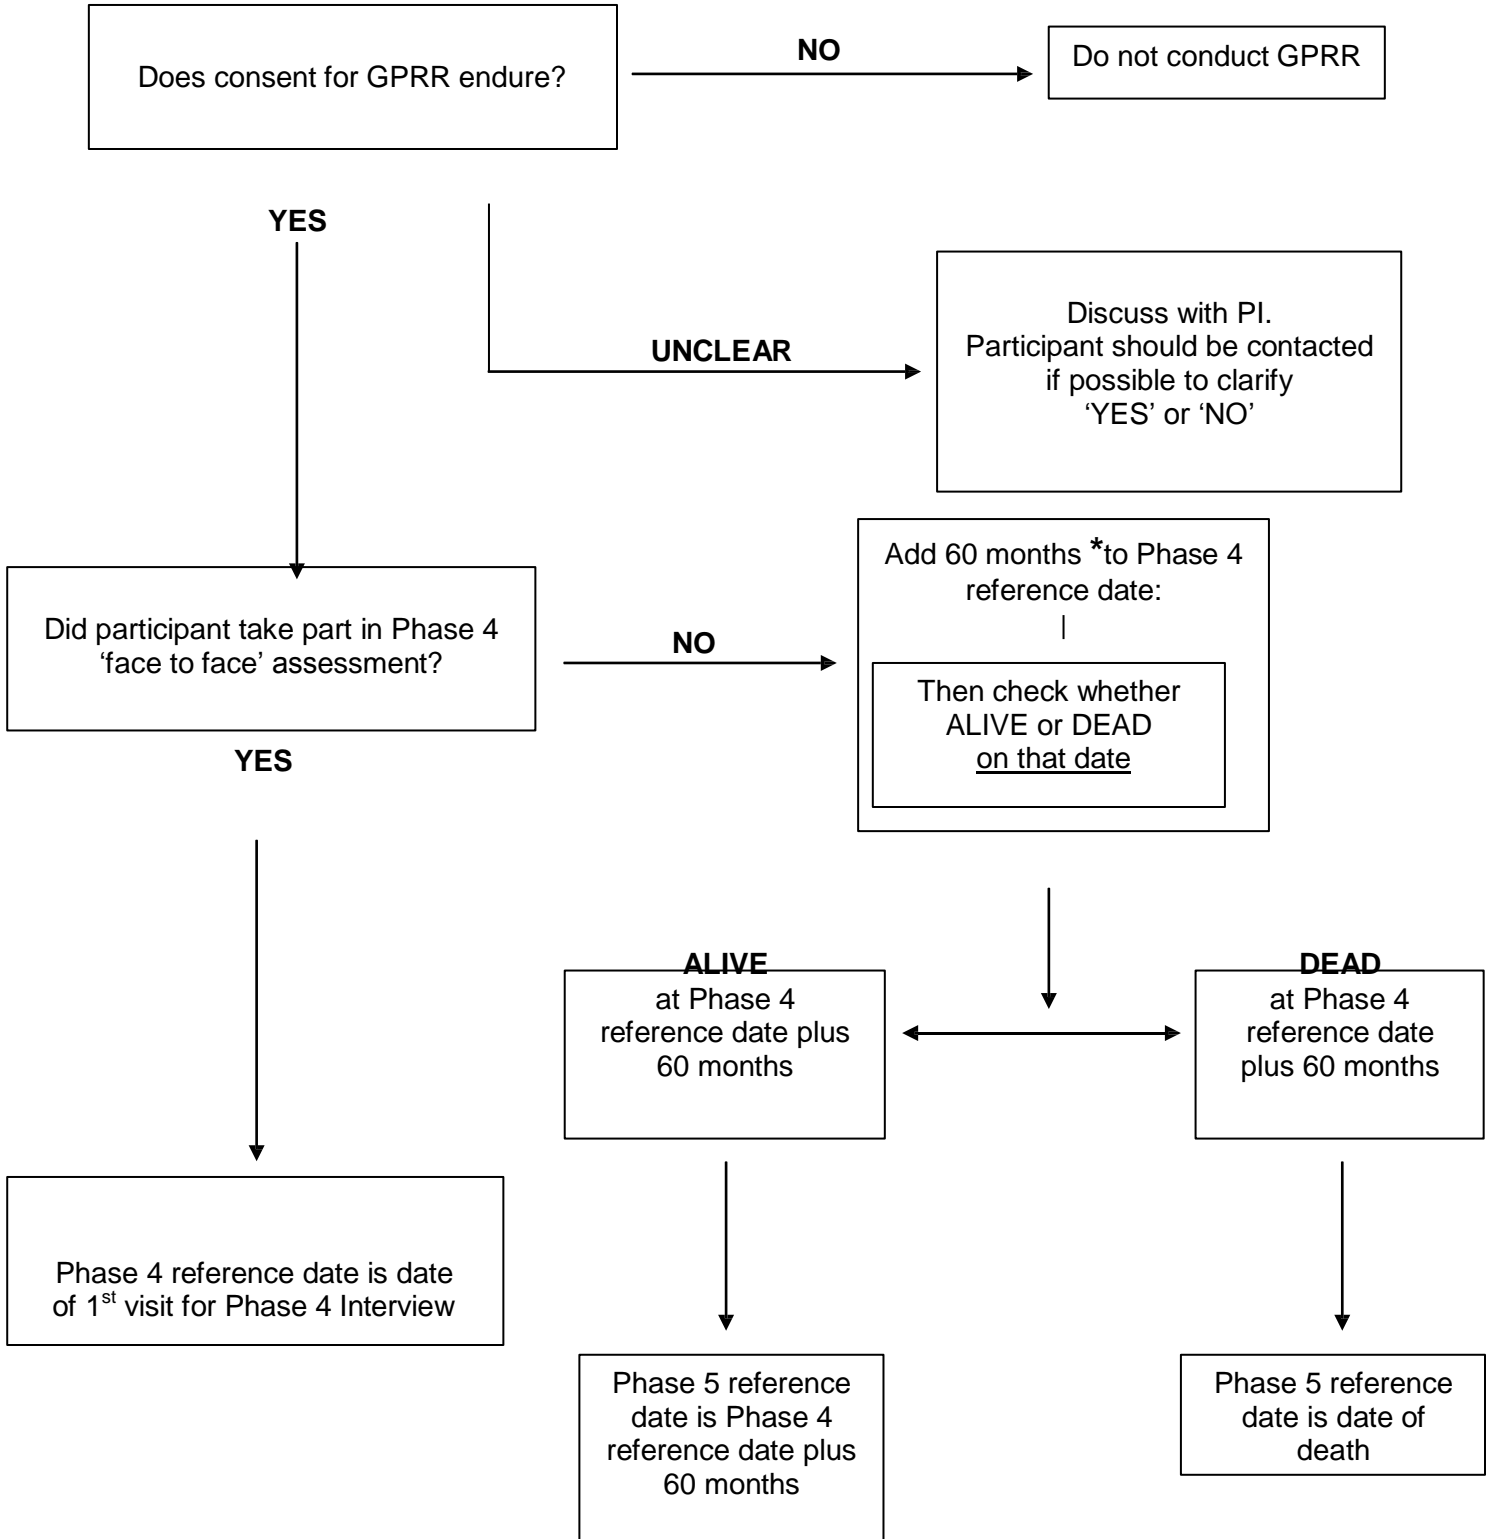 Does consent for GPRR endure?
NO
Do not conduct GPRR
YES
UNCLEAR
Discuss with PI.
Participant should be contacted
if possible to clarify
‘YES’ or ‘NO’
Did participant take part in Phase 4
‘face to face’ assessment?
NO
Add 60 months *to Phase 4
reference date:
Then check whether
ALIVE or DEAD
on that date
YES
ALIVE
at Phase 4
reference date plus
60 months
DEAD
at Phase 4
reference date
plus 60 months
Phase 4 reference date is date
of 1st visit for Phase 4 Interview
Phase 5 reference
date is Phase 4
reference date plus
60 months
Phase 5 reference
date is date of
death